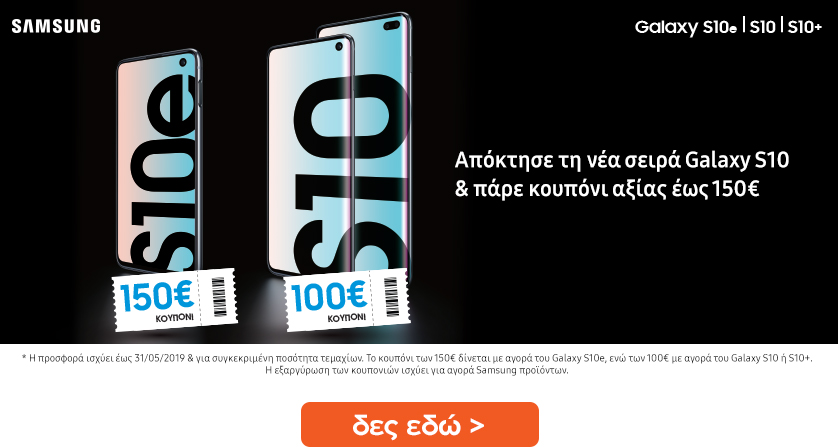 SAMSUNG
Galaxy S10e | S10 | S10+
S10e
S10
Απόκτησε τη νέα σειρά Galaxy S10
& πάρε κουπόνι αξίας έως 150€
150€
ΚΟΥΠΟΝΙ
100€
ΚΟΥΠΟΝΙ
* Η προσφορά ισχύει έως 31/05/2019 & για συγκεκριμένη ποσότητα τεμαχίων. Το κουπόνι των 150€ δίνεται με αγορά του Galaxy S10e, ενώ των 100€ με αγορά του Galaxy S10 ή S10+.
Η εξαργύρωση των κουπονιών ισχύει για αγορά Samsung προϊόντων.
δες εδώ >